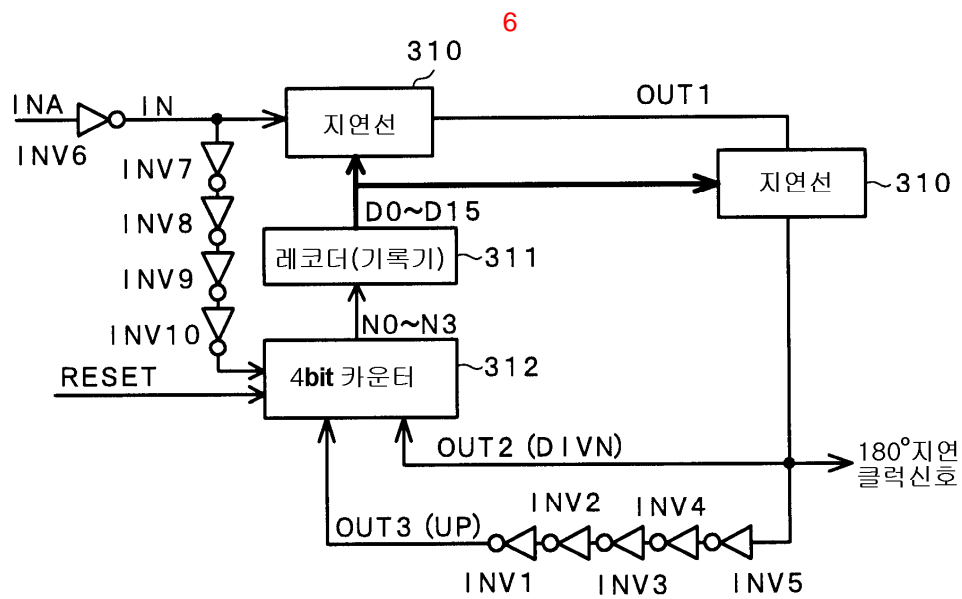 6
310
INA
IN
OUT1
지연선
INV6
INV7
지연선
310
D0~D15
INV8
레코더(기록기)
311
INV9
N0~N3
INV10
RESET
4bit 카운터
312
OUT2 (DIVN)
180°지연
클럭신호
INV2
INV4
OUT3 (UP)
INV1
INV3
INV5